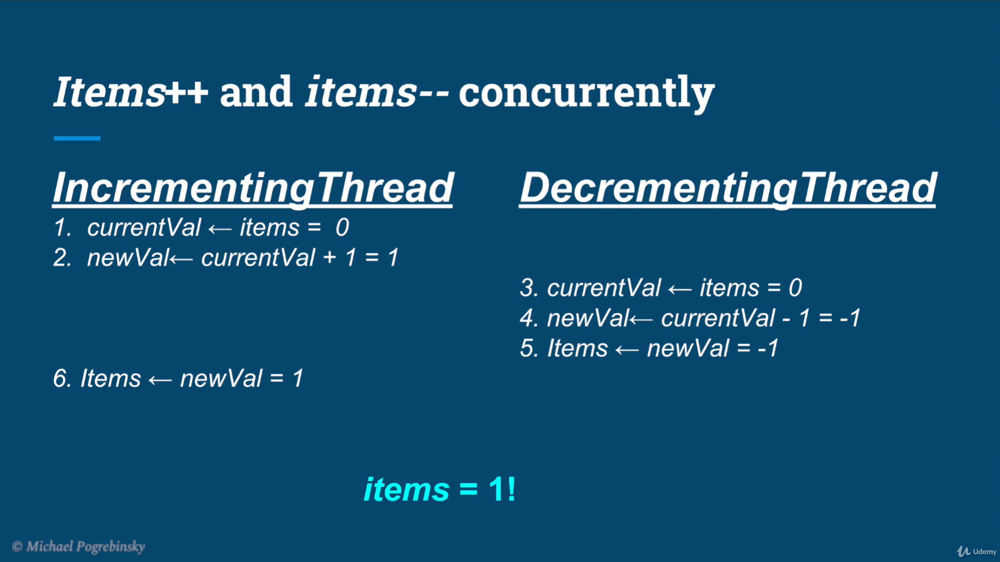 Items++ and items-- concurrently
IncrementingThread
1. currentVal ← items = 0
2. newVal← currentVal + 1 = 1
DecrementingThread
3. currentVal ← items = 0
4. newVal← currentVal - 1 = -1
5. Items ← newVal = -1
6. Items ← newVal = 1
items = 1!
© Michael Pogrebinsky
Udemy